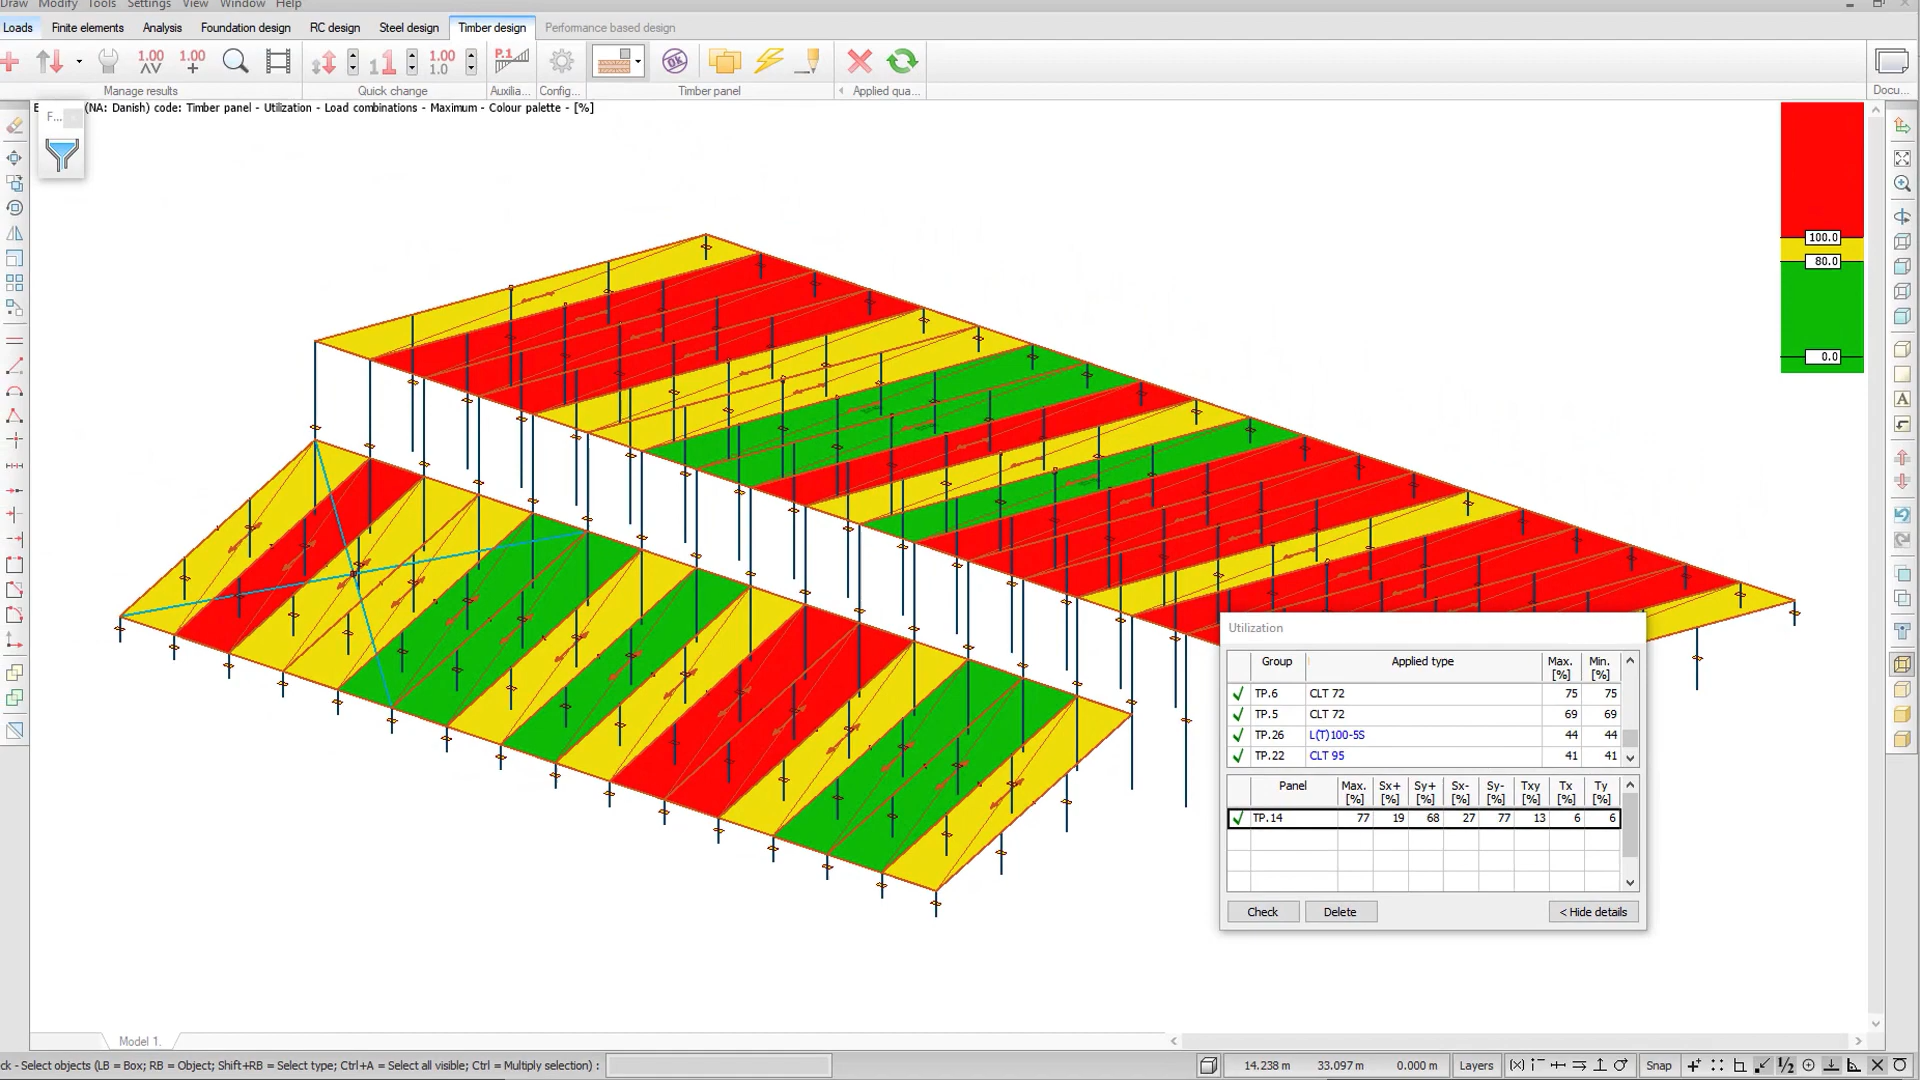 Draw Modify Tools Settings View Window Help
Loads Finite elements Analysis Foundation design RC design Steel design Timber design Performance based design
1.00 1.00 1.00 1.0 P.1 Ok
Manage results Quick change Auxilia... Config... Timber panel Applied qua... Docu...
(NA: Danish) code: Timber panel - Utilization - Load combinations - Maximum - Colour palette - [%]
F...
100.0
80.0
0.0
Utilization
Group Applied type Max. [%] Min. [%]
TP.6 CLT 72 75 75
TP.5 CLT 72 69 69
TP.26 L(T)100-5S 44 44
TP.22 CLT 95 41 41
Panel Max. [%] Sx+ [%] Sy+ [%] Sx- [%] Sy- [%] Txy [%] Tx [%] Ty [%]
TP.14 77 19 68 27 77 13 6 6
Check Delete < Hide details
Model 1.
ck - Select objects (LB = Box; RB = Object; Shift+RB = Select type; Ctrl+A = Select all visible; Ctrl = Multiply selection) :
14.238 m 33.097 m 0.000 m Layers Snap